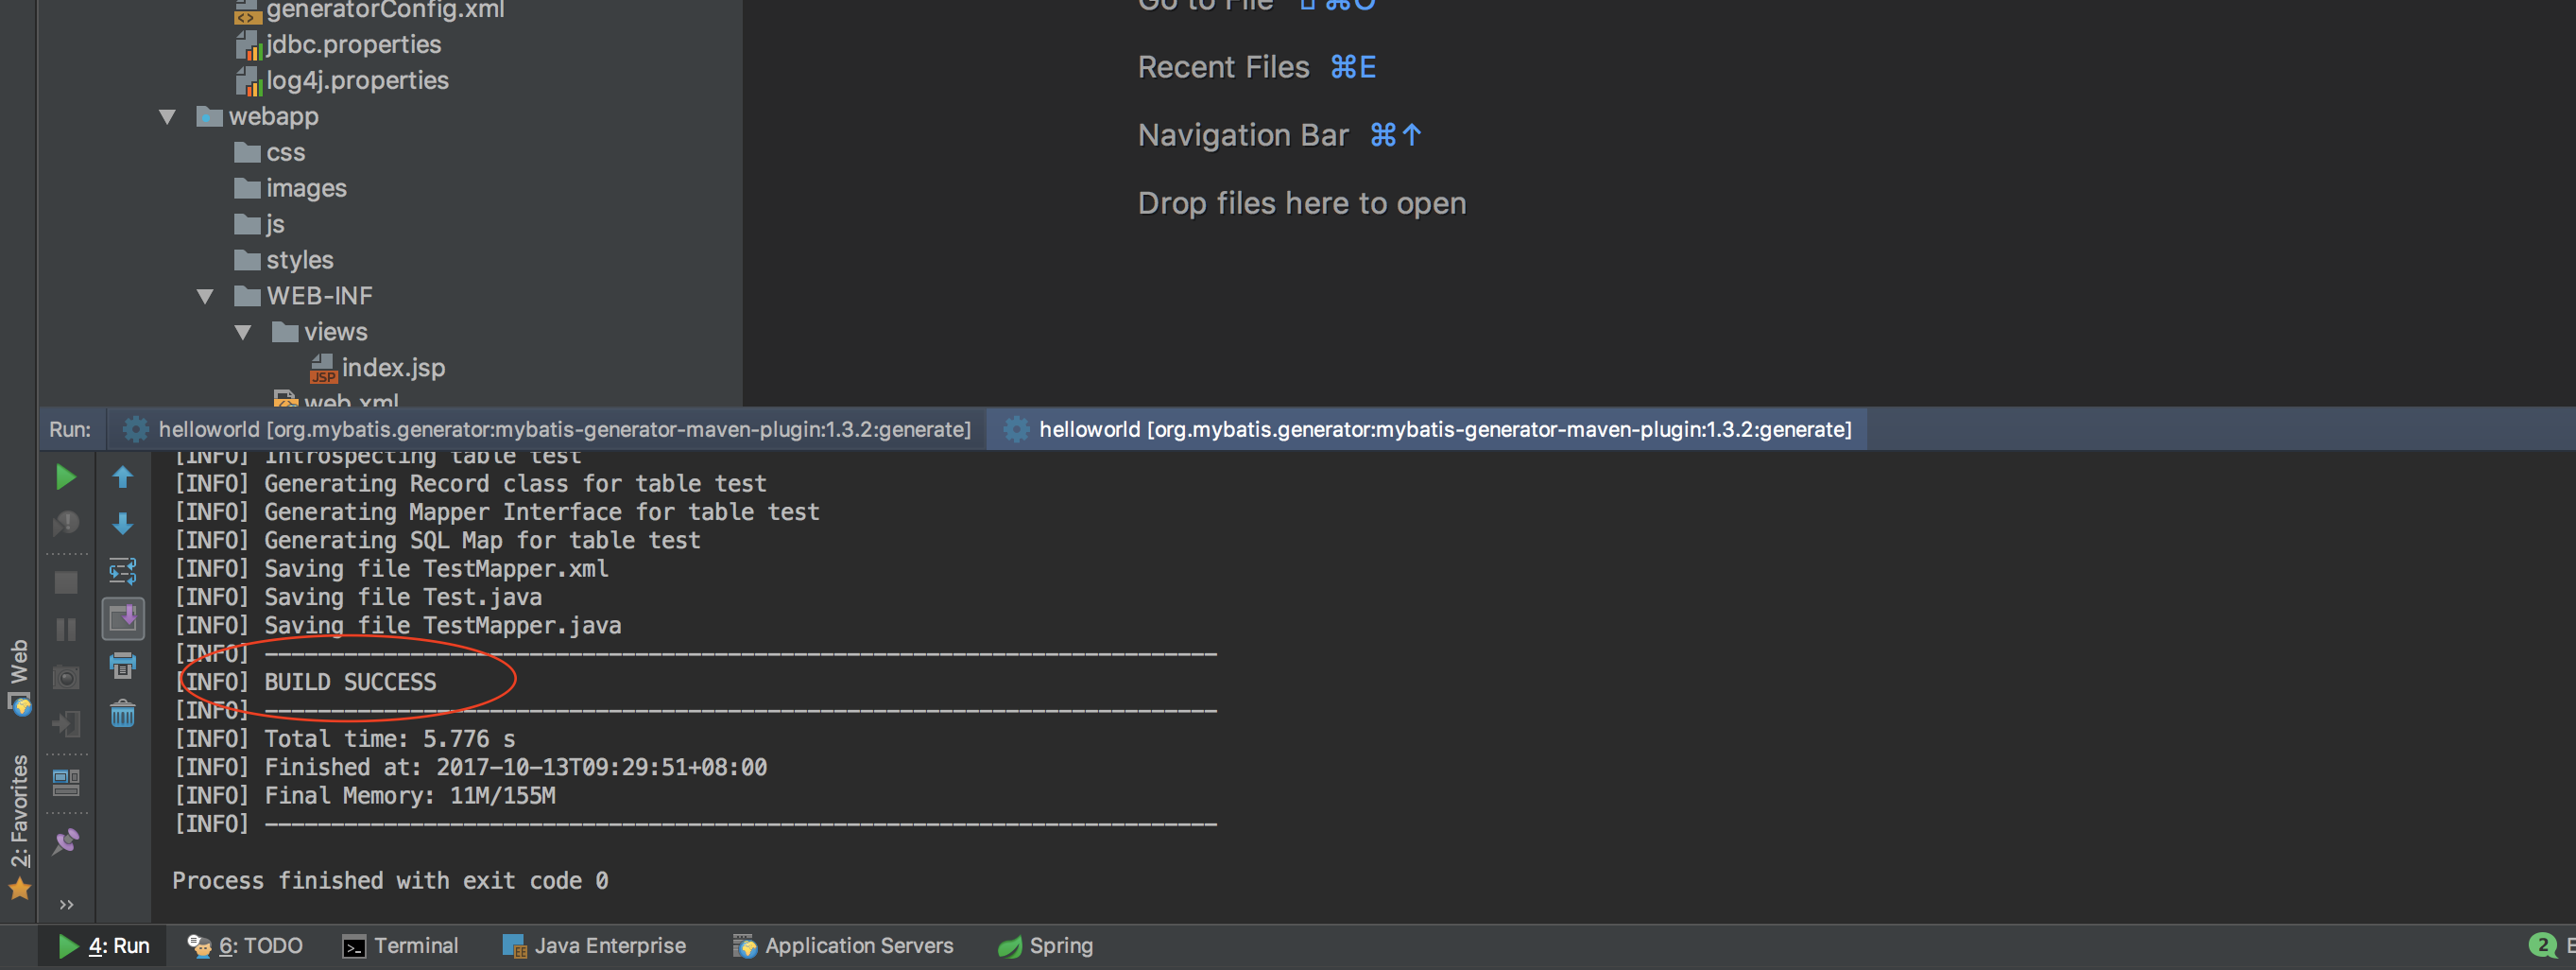 generatorConfig.xml
jdbc.properties
log4j.properties
webapp
css
images
js
styles
WEB-INF
views
JSP index.jsp
web.xml
Go to File ⇧⌘O
Recent Files ⌘E
Navigation Bar ⌘↑
Drop files here to open
Run: helloworld [org.mybatis.generator:mybatis-generator-maven-plugin:1.3.2:generate] helloworld [org.mybatis.generator:mybatis-generator-maven-plugin:1.3.2:generate]
[INFO] Introspecting table test
[INFO] Generating Record class for table test
[INFO] Generating Mapper Interface for table test
[INFO] Generating SQL Map for table test
[INFO] Saving file TestMapper.xml
[INFO] Saving file Test.java
[INFO] Saving file TestMapper.java
[INFO] ------------------------------------------------------------------------
[INFO] BUILD SUCCESS
[INFO] ------------------------------------------------------------------------
[INFO] Total time: 5.776 s
[INFO] Finished at: 2017-10-13T09:29:51+08:00
[INFO] Final Memory: 11M/155M
[INFO] ------------------------------------------------------------------------
Process finished with exit code 0
Web
2: Favorites
4: Run 6: TODO Terminal Java Enterprise Application Servers Spring 2